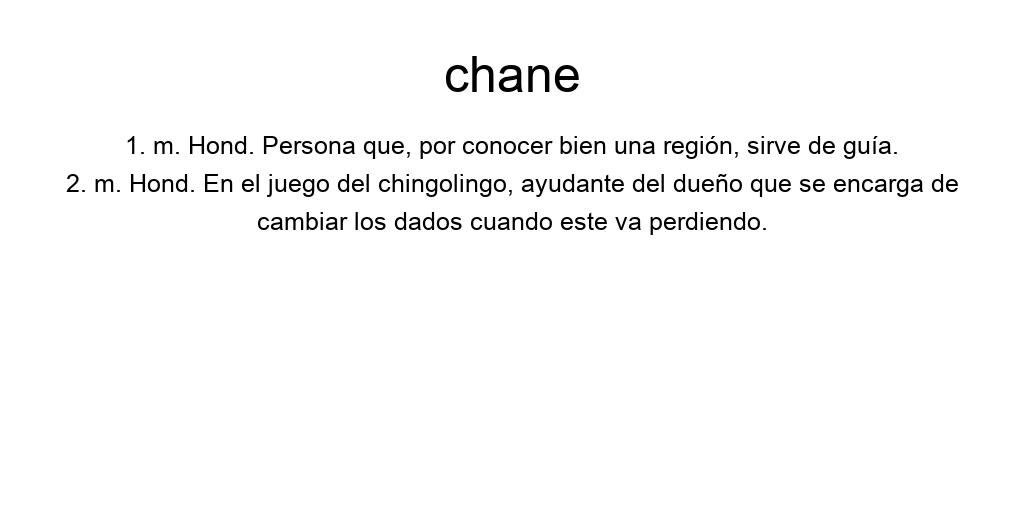 chane
1. m. Hond. Persona que, por conocer bien una región, sirve de guía.
2. m. Hond. En el juego del chingolingo, ayudante del dueño que se encarga de
cambiar los dados cuando este va perdiendo.